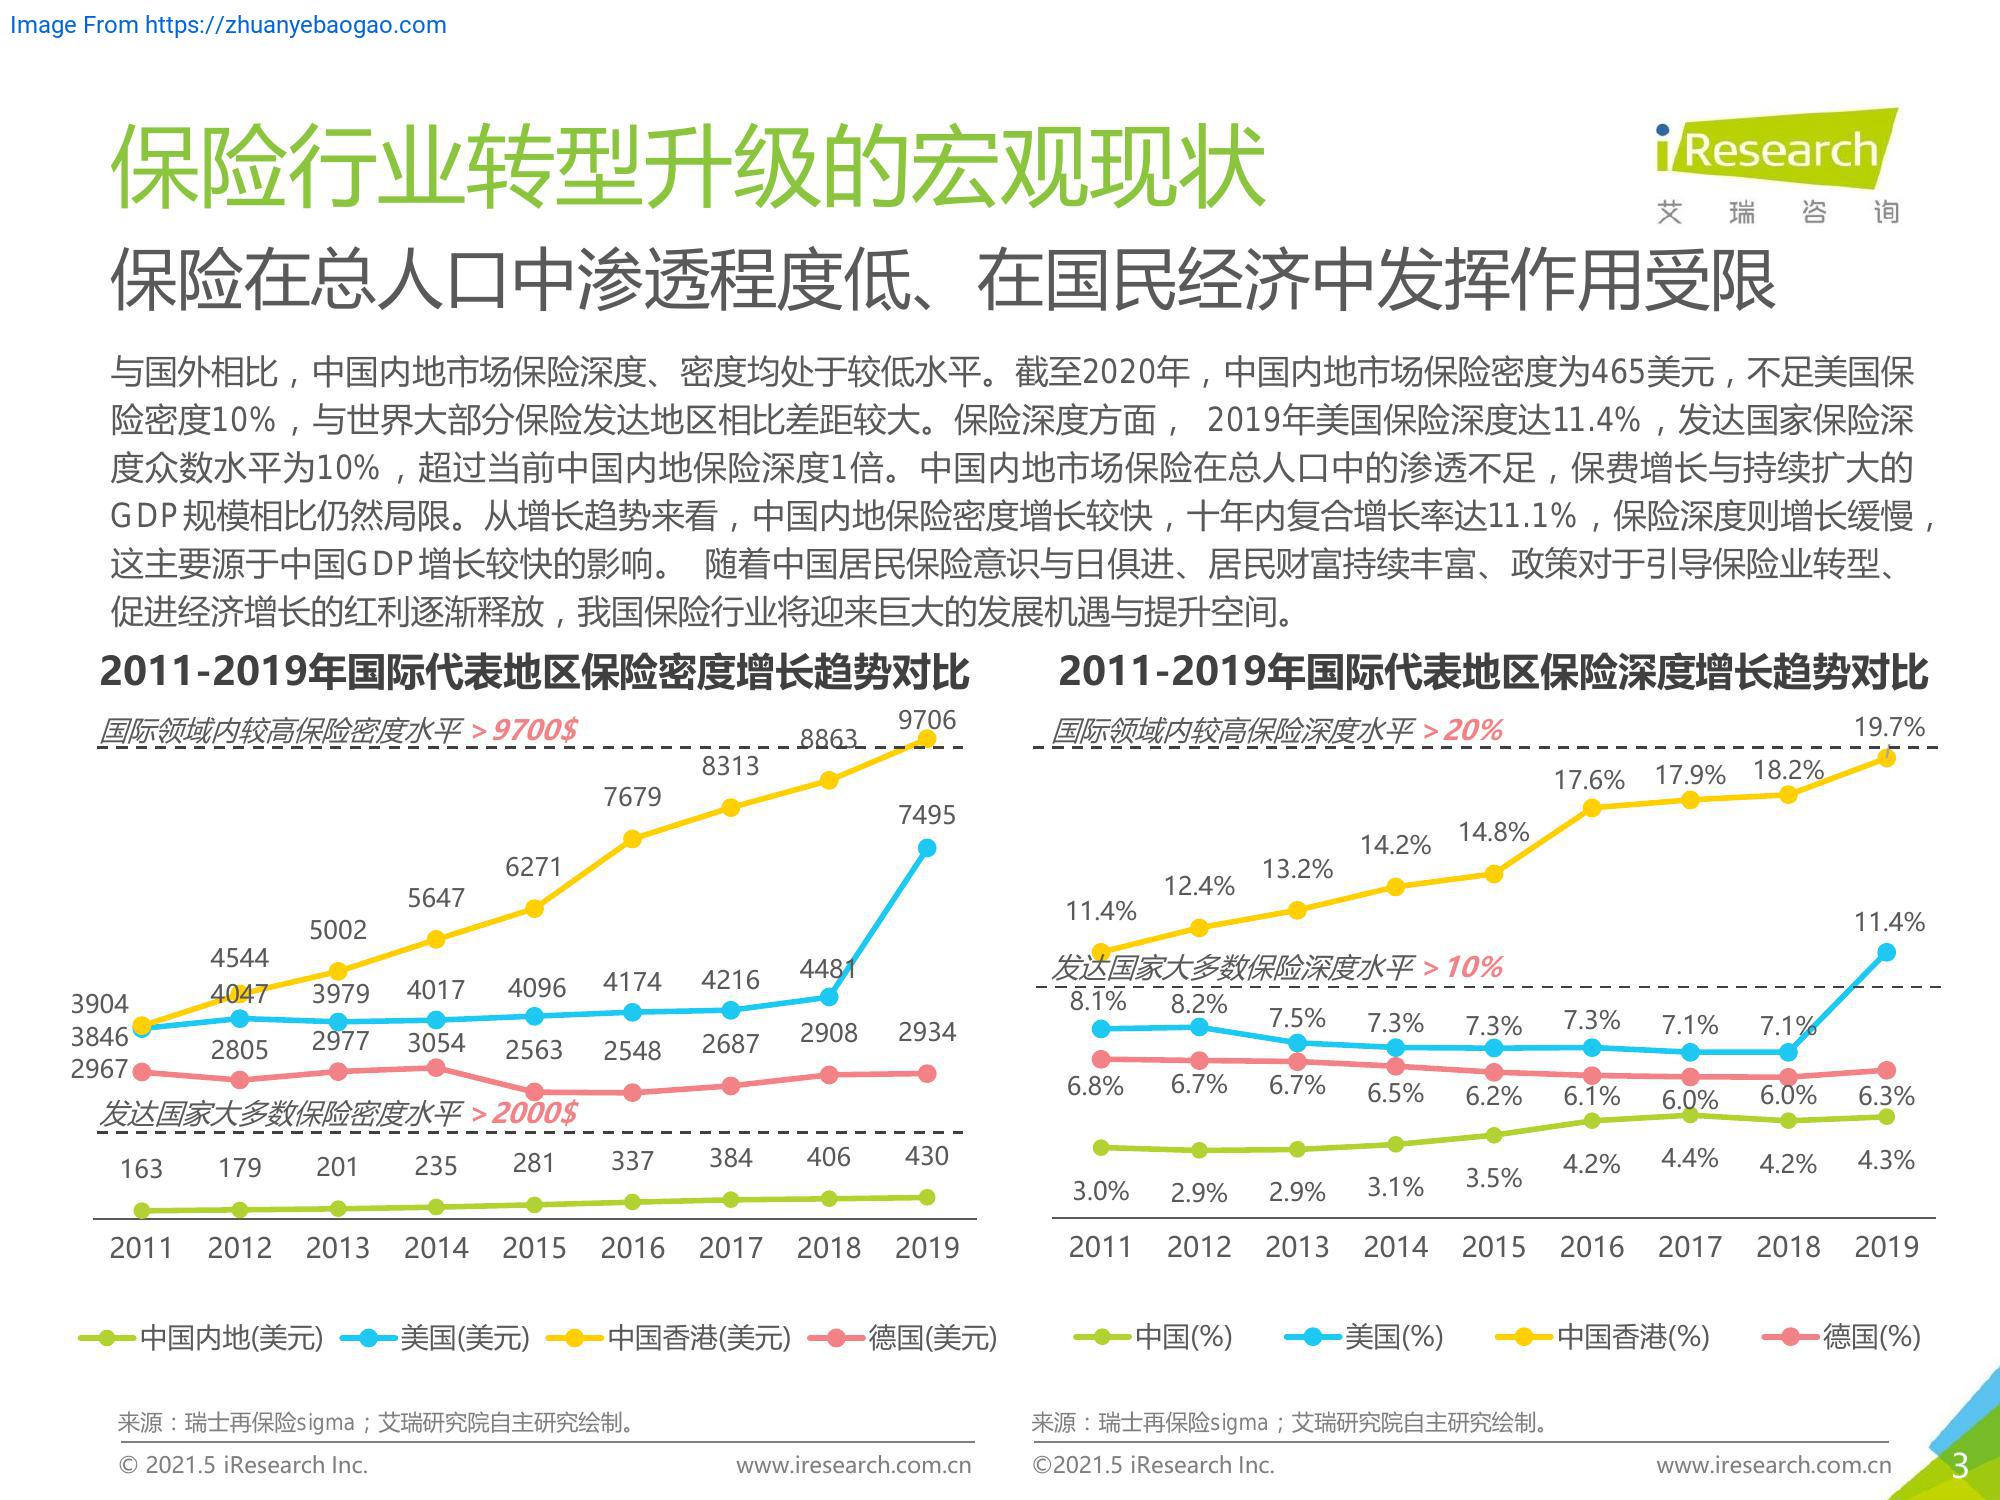 Image From https://zhuanyebaogao.com
iResearch
艾瑞咨询
保险行业转型升级的宏观现状
保险在总人口中渗透程度低、在国民经济中发挥作用受限
与国外相比，中国内地市场保险深度、密度均处于较低水平。截至2020年，中国内地市场保险密度为465美元，不足美国保
险密度10%，与世界大部分保险发达地区相比差距较大。保险深度方面， 2019年美国保险深度达11.4%，发达国家保险深
度众数水平为10%，超过当前中国内地保险深度1倍。中国内地市场保险在总人口中的渗透不足，保费增长与持续扩大的
GDP规模相比仍然局限。从增长趋势来看，中国内地保险密度增长较快，十年内复合增长率达11.1%，保险深度则增长缓慢，
这主要源于中国GDP增长较快的影响。 随着中国居民保险意识与日俱进、居民财富持续丰富、政策对于引导保险业转型、
促进经济增长的红利逐渐释放，我国保险行业将迎来巨大的发展机遇与提升空间。
2011-2019年国际代表地区保险密度增长趋势对比
国际领域内较高保险密度水平 >9700$
3904 4544 5002 5647 6271 7679 8313 8863 9706
3846 4047 3979 4017 4096 4174 4216 4481 7495
2967 2805 2977 3054 2563 2548 2687 2908 2934
发达国家大多数保险密度水平 >2000$
163 179 201 235 281 337 384 406 430
2011 2012 2013 2014 2015 2016 2017 2018 2019
中国内地(美元) 美国(美元) 中国香港(美元) 德国(美元)
来源：瑞士再保险sigma；艾瑞研究院自主研究绘制。
© 2021.5 iResearch Inc. www.iresearch.com.cn
2011-2019年国际代表地区保险深度增长趋势对比
国际领域内较高保险深度水平 >20%
11.4% 12.4% 13.2% 14.2% 14.8% 17.6% 17.9% 18.2% 19.7%
发达国家大多数保险深度水平 >10%
8.1% 8.2% 7.5% 7.3% 7.3% 7.3% 7.1% 7.1% 11.4%
6.8% 6.7% 6.7% 6.5% 6.2% 6.1% 6.0% 6.0% 6.3%
3.0% 2.9% 2.9% 3.1% 3.5% 4.2% 4.4% 4.2% 4.3%
2011 2012 2013 2014 2015 2016 2017 2018 2019
中国(%) 美国(%) 中国香港(%) 德国(%)
来源：瑞士再保险sigma；艾瑞研究院自主研究绘制。
©2021.5 iResearch Inc. www.iresearch.com.cn
3